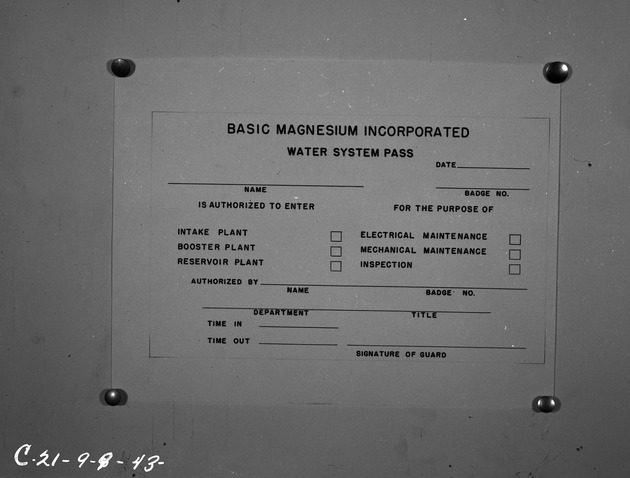 BASIC MAGNESIUM INCORPORATED
WATER SYSTEM PASS
DATE
NAME BADGE NO.
IS AUTHORIZED TO ENTER FOR THE PURPOSE OF
INTAKE PLANT ELECTRICAL MAINTENANCE
BOOSTER PLANT MECHANICAL MAINTENANCE
RESERVOIR PLANT INSPECTION
AUTHORIZED BY
NAME BADGE NO.
DEPARTMENT TITLE
TIME IN
TIME OUT
SIGNATURE OF GUARD
C-21-9-8-43-